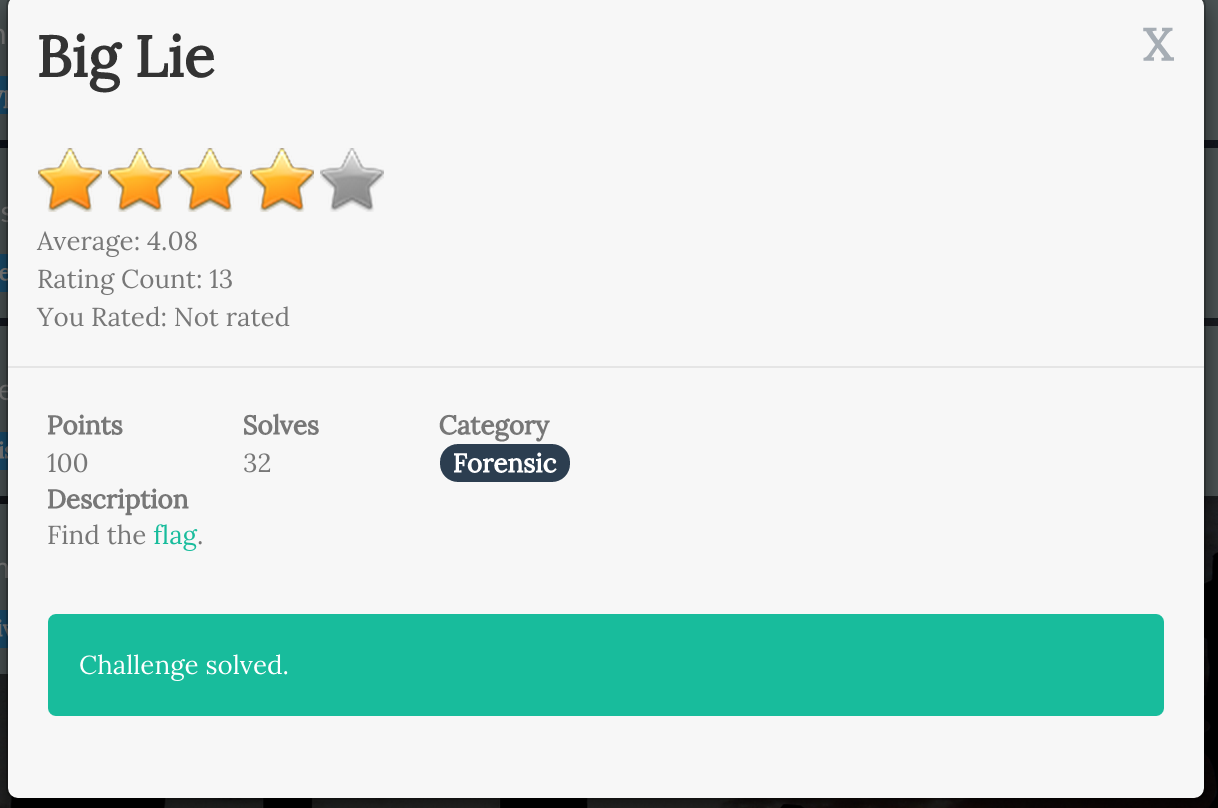 Big Lie
X
Average: 4.08
Rating Count: 13
You Rated: Not rated
Points Solves Category
100 32 Forensic
Description
Find the flag.
Challenge solved.